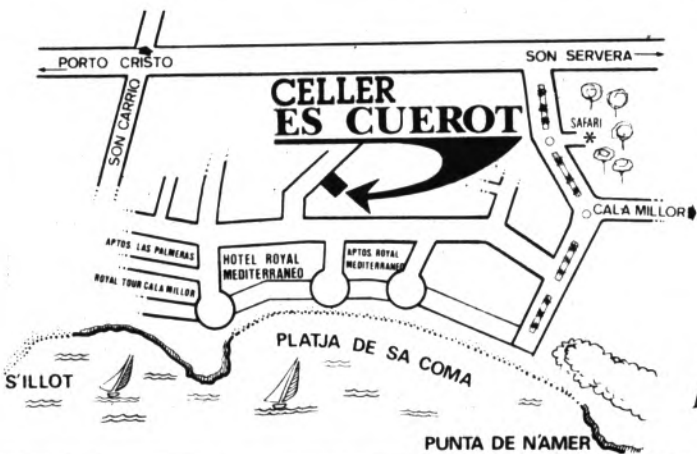 PORTO CRISTO
SON SERVERA
SON CARRIO
CELLER
ES CUEROT
SAFARI
CALA MILLOR
APTOS LAS PALMERAS
ROYAL TOUR CALA MILLOR
HOTEL ROYAL
MEDITERRANEO
APTOS ROYAL
MEDITERRANEO
PLATJA DE SA COMA
S'ILLOT
PUNTA DE N'AMER